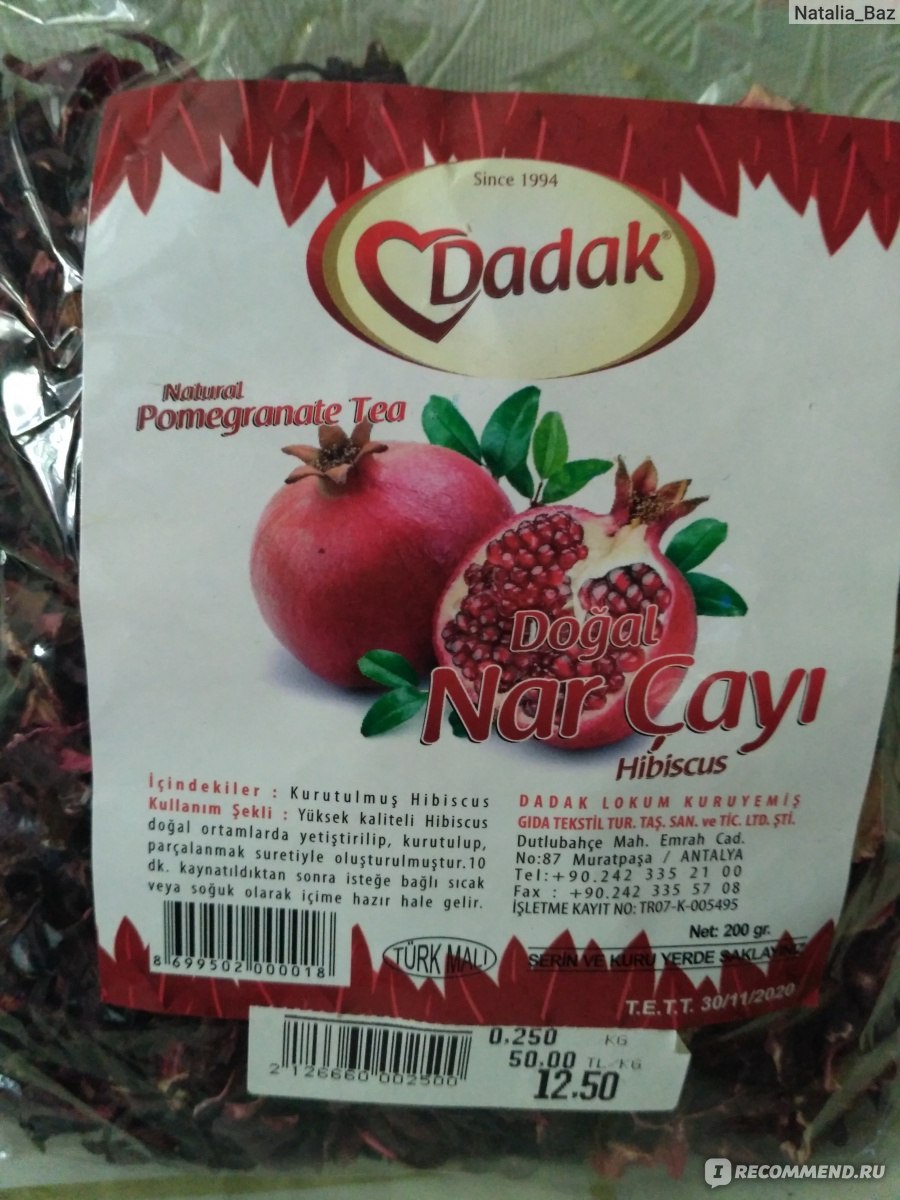 Natalia_Baz
Since 1994
Dadak®
Natural
Pomegranate Tea
Doğal
Nar Çayı
Hibiscus
İçindekiler : Kurutulmuş Hibiscus
Kullanım Şekli : Yüksek kaliteli Hibiscus
doğal ortamlarda yetiştirilip, kurutulup,
parçalanmak suretiyle oluşturulmuştur.10
dk. kaynatıldıktan sonra isteğe bağlı sıcak
veya soğuk olarak içime hazır hale gelir.
8 699502 000018
DADAK LOKUM KURUYEMİŞ
GIDA TEKSTİL TUR. TAŞ. SAN. ve TİC. LTD. ŞTİ.
Dutlubahçe Mah. Emrah Cad.
No:87 Muratpaşa / ANTALYA
Tel:+90.242 335 21 00
Fax : +90.242 335 57 08
İŞLETME KAYIT NO: TR07-K-005495
Net: 200 gr.
TÜRK MALI
SERİN VE KURU YERDE SAKLAYINIZ
T.E.T.T. 30/11/2020
0.250 KG
50.00 TL/KG
12.50
2 126660 002500
IRECOMMEND.RU